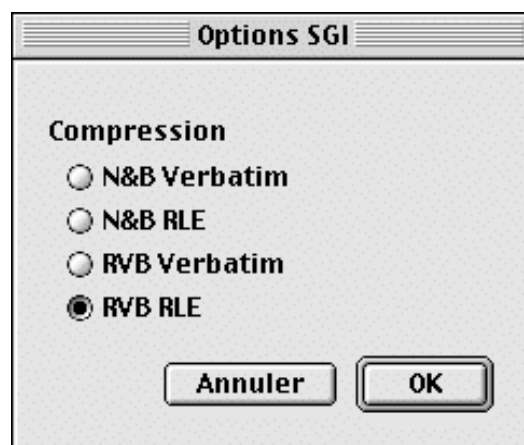 Options SGI
Compression
N&B Verbatim
N&B RLE
RVB Verbatim
RVB RLE
Annuler OK